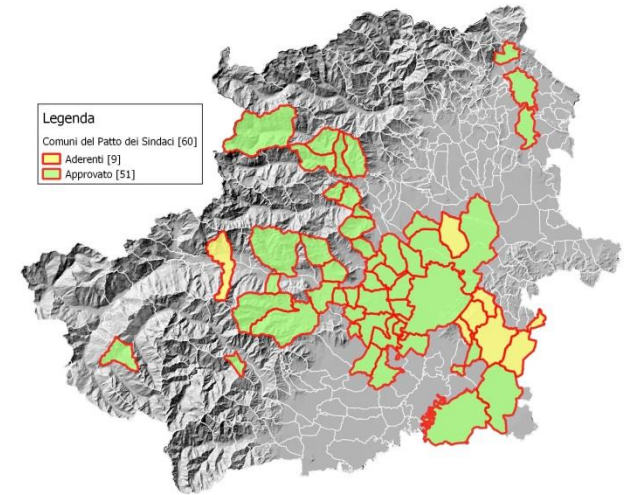 Legenda
Comuni del Patto dei Sindaci [60]
Aderenti [9]
Approvato [51]